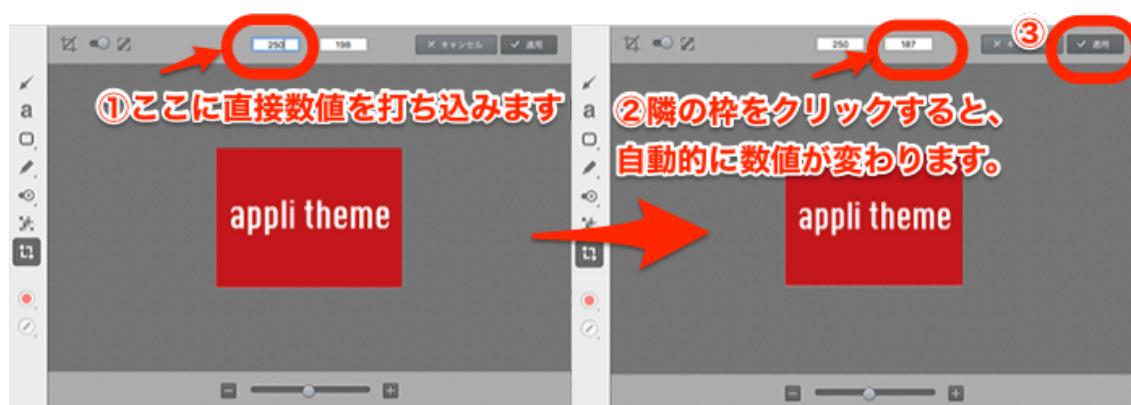 250
198
× キャンセル
✓ 適用
①ここに直接数値を打ち込みます
a
appli theme
250
187
③
✓ 適用
②隣の枠をクリックすると、
自動的に数値が変わります。
a
appli theme